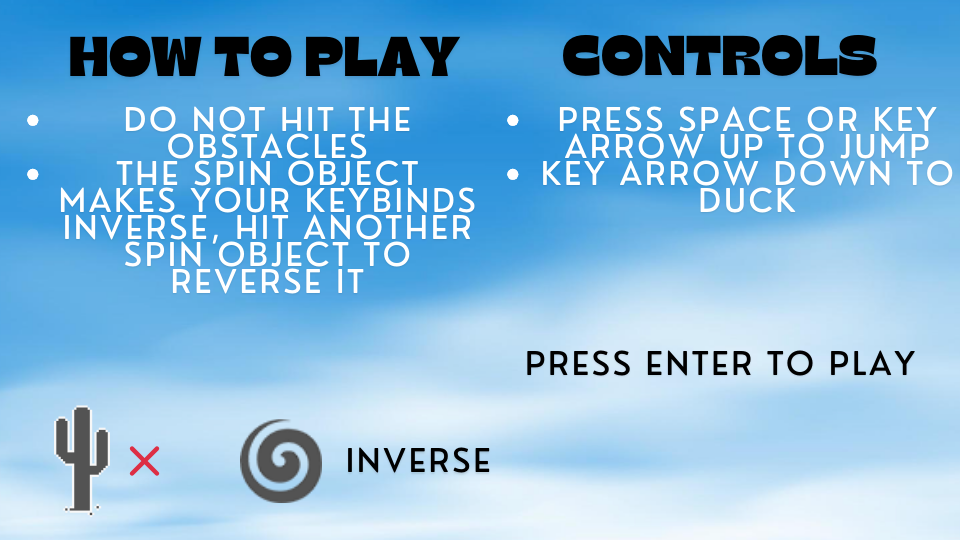 HOW TO PLAY
DO NOT HIT THE
OBSTACLES
THE SPIN OBJECT
MAKES YOUR KEYBINDS
INVERSE, HIT ANOTHER
SPIN OBJECT TO
REVERSE IT
CONTROLS
PRESS SPACE OR KEY
ARROW UP TO JUMP
KEY ARROW DOWN TO
DUCK
PRESS ENTER TO PLAY
INVERSE